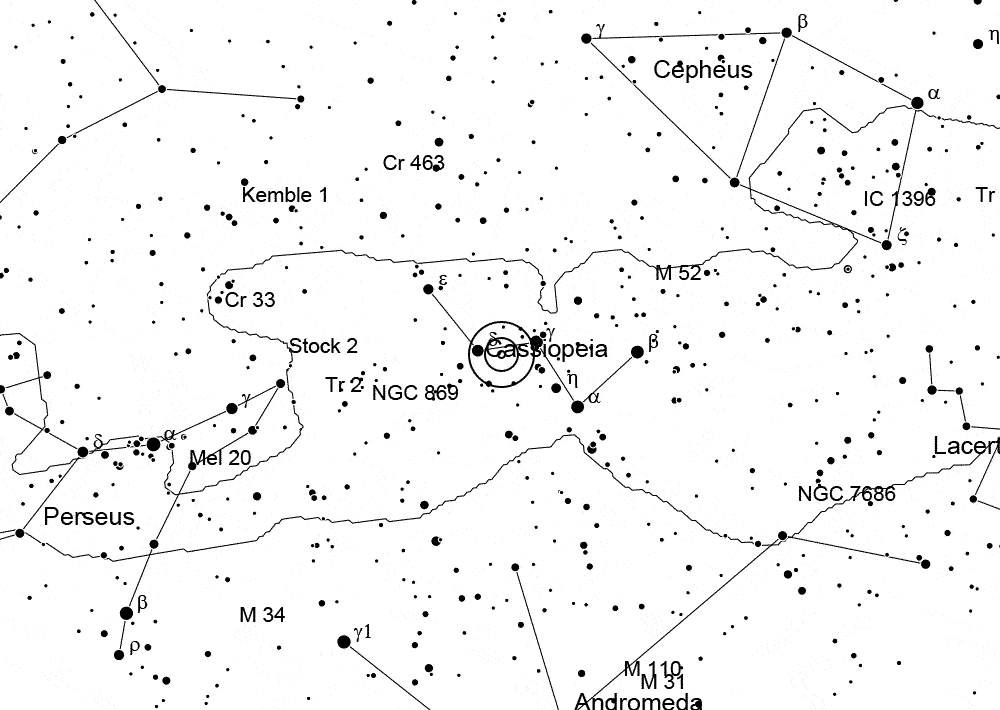 γ
β
η
Cepheus
α
Cr 463
Kemble 1
IC 1396
Tr
ζ
M 52
ε
Cr 33
γ
δ
Cassiopeia
β
Stock 2
Tr 2
NGC 869
η
α
γ
δ
α
Mel 20
Lacert
NGC 7686
Perseus
β
M 34
γ1
ρ
M 110
M 31
Andromeda